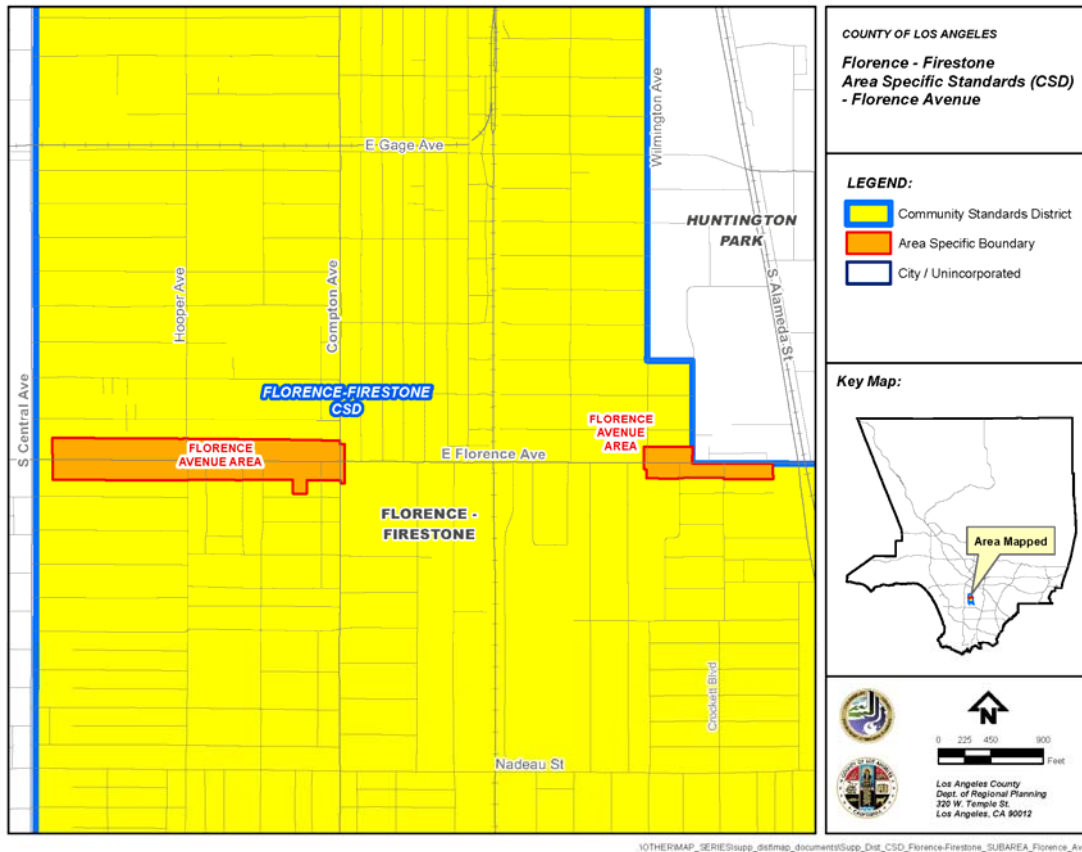 COUNTY OF LOS ANGELES
Florence - Firestone
Area Specific Standards (CSD)
- Florence Avenue
LEGEND:
Community Standards District
Area Specific Boundary
City / Unincorporated
Key Map:
Area Mapped
N
0 225 450 900
Feet
Los Angeles County
Dept. of Regional Planning
320 W. Temple St.
Los Angeles, CA 90012
E Gage Ave
Wilmington Ave
HUNTINGTON
PARK
S Alameda St
Hooper Ave
Compton Ave
S Central Ave
FLORENCE-FIRESTONE
CSD
FLORENCE
AVENUE AREA
E Florence Ave
FLORENCE
AVENUE
AREA
FLORENCE -
FIRESTONE
Crockett Blvd
Nadeau St